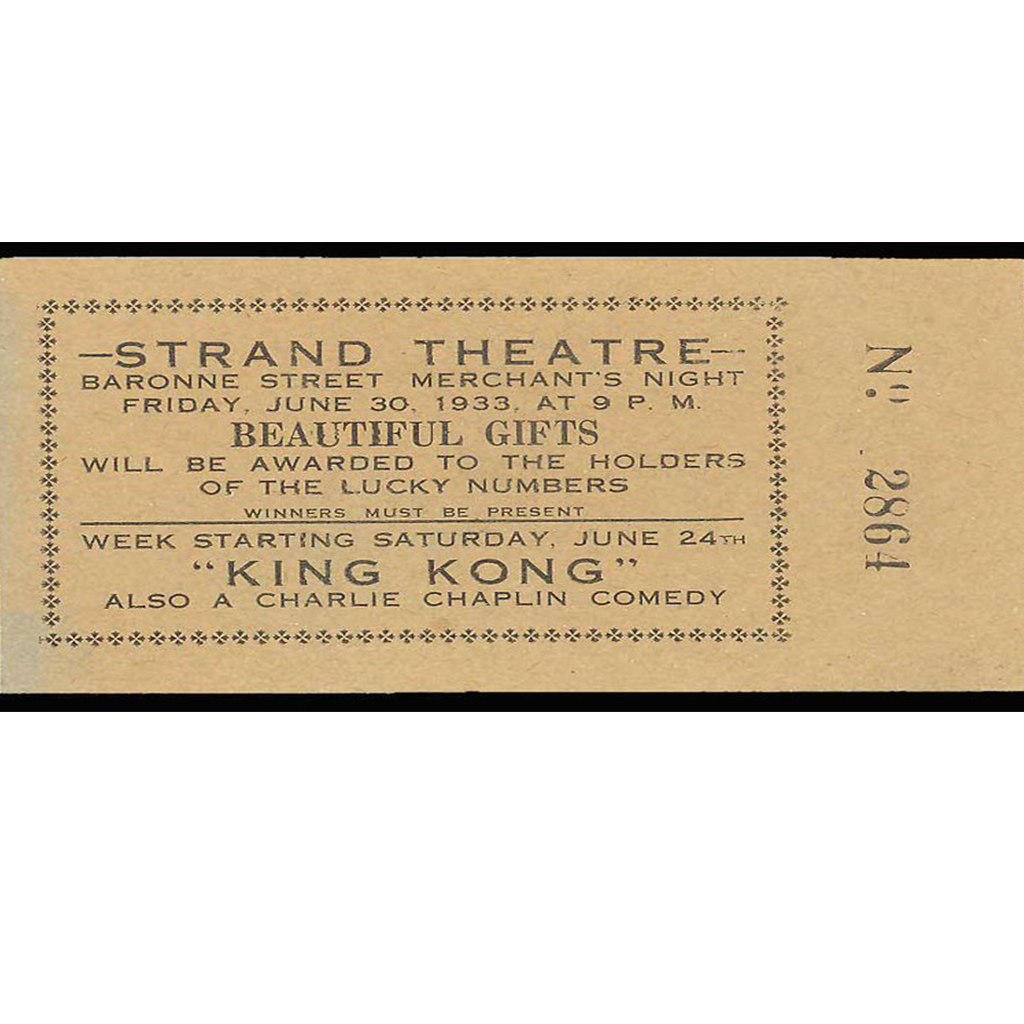 —STRAND THEATRE—
BARONNE STREET MERCHANT'S NIGHT
FRIDAY, JUNE 30, 1933, AT 9 P. M.
BEAUTIFUL GIFTS
WILL BE AWARDED TO THE HOLDERS
OF THE LUCKY NUMBERS
WINNERS MUST BE PRESENT
WEEK STARTING SATURDAY, JUNE 24TH
"KING KONG"
ALSO A CHARLIE CHAPLIN COMEDY
No. 2864